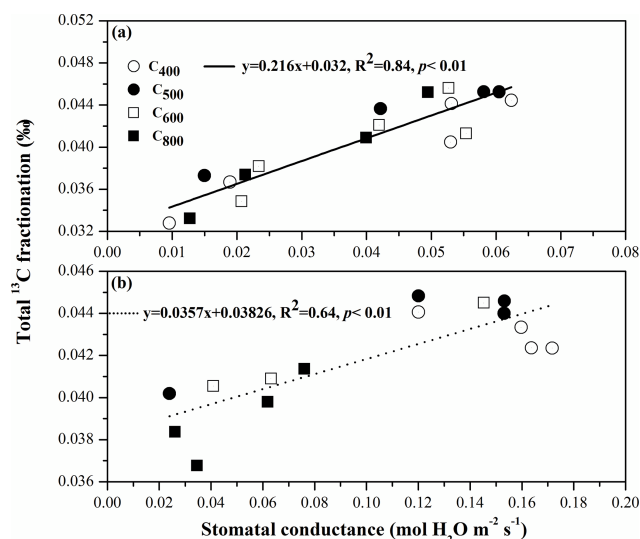 0.052
(a)
y=0.216x+0.032, R²=0.84, p< 0.01
0.048
C₄₀₀
C₅₀₀
0.044
C₆₀₀
C₈₀₀
0.040
0.036
0.032
0.00 0.01 0.02 0.03 0.04 0.05 0.06 0.07 0.08
Total ¹³C fractionation (‰)
0.046
(b)
0.044
y=0.0357x+0.03826, R²=0.64, p< 0.01
0.042
0.040
0.038
0.036
0.00 0.02 0.04 0.06 0.08 0.10 0.12 0.14 0.16 0.18 0.20
Stomatal conductance (mol H₂O m⁻² s⁻¹)